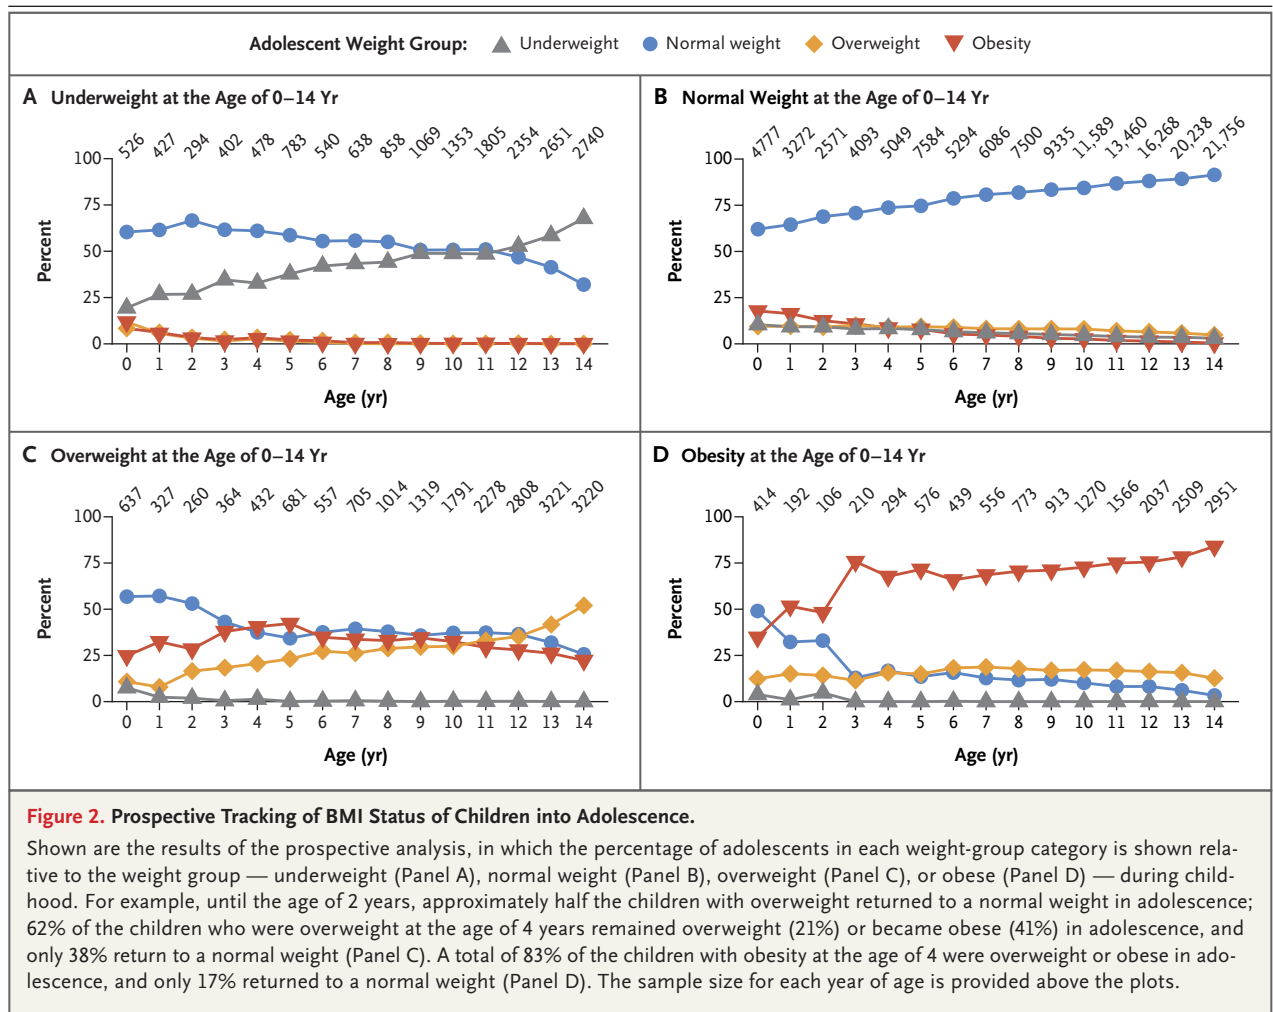 Adolescent Weight Group: Underweight Normal weight Overweight Obesity
A Underweight at the Age of 0–14 Yr
526 427 294 402 478 783 540 638 858 1069 1353 1805 2354 2651 2740
100
75
50
25
0
Percent
0 1 2 3 4 5 6 7 8 9 10 11 12 13 14
Age (yr)
B Normal Weight at the Age of 0–14 Yr
4777 3272 2571 4093 5049 7584 5294 6086 7500 9335 11,589 13,460 16,268 20,238 21,756
100
75
50
25
0
Percent
0 1 2 3 4 5 6 7 8 9 10 11 12 13 14
Age (yr)
C Overweight at the Age of 0–14 Yr
637 327 260 364 432 681 557 705 1014 1319 1791 2278 2808 3221 3220
100
75
50
25
0
Percent
0 1 2 3 4 5 6 7 8 9 10 11 12 13 14
Age (yr)
D Obesity at the Age of 0–14 Yr
414 192 106 210 294 576 439 556 773 913 1270 1566 2037 2509 2951
100
75
50
25
0
Percent
0 1 2 3 4 5 6 7 8 9 10 11 12 13 14
Age (yr)
Figure 2. Prospective Tracking of BMI Status of Children into Adolescence.
Shown are the results of the prospective analysis, in which the percentage of adolescents in each weight-group category is shown rela-
tive to the weight group — underweight (Panel A), normal weight (Panel B), overweight (Panel C), or obese (Panel D) — during child-
hood. For example, until the age of 2 years, approximately half the children with overweight returned to a normal weight in adolescence;
62% of the children who were overweight at the age of 4 years remained overweight (21%) or became obese (41%) in adolescence, and
only 38% return to a normal weight (Panel C). A total of 83% of the children with obesity at the age of 4 were overweight or obese in ado-
lescence, and only 17% returned to a normal weight (Panel D). The sample size for each year of age is provided above the plots.